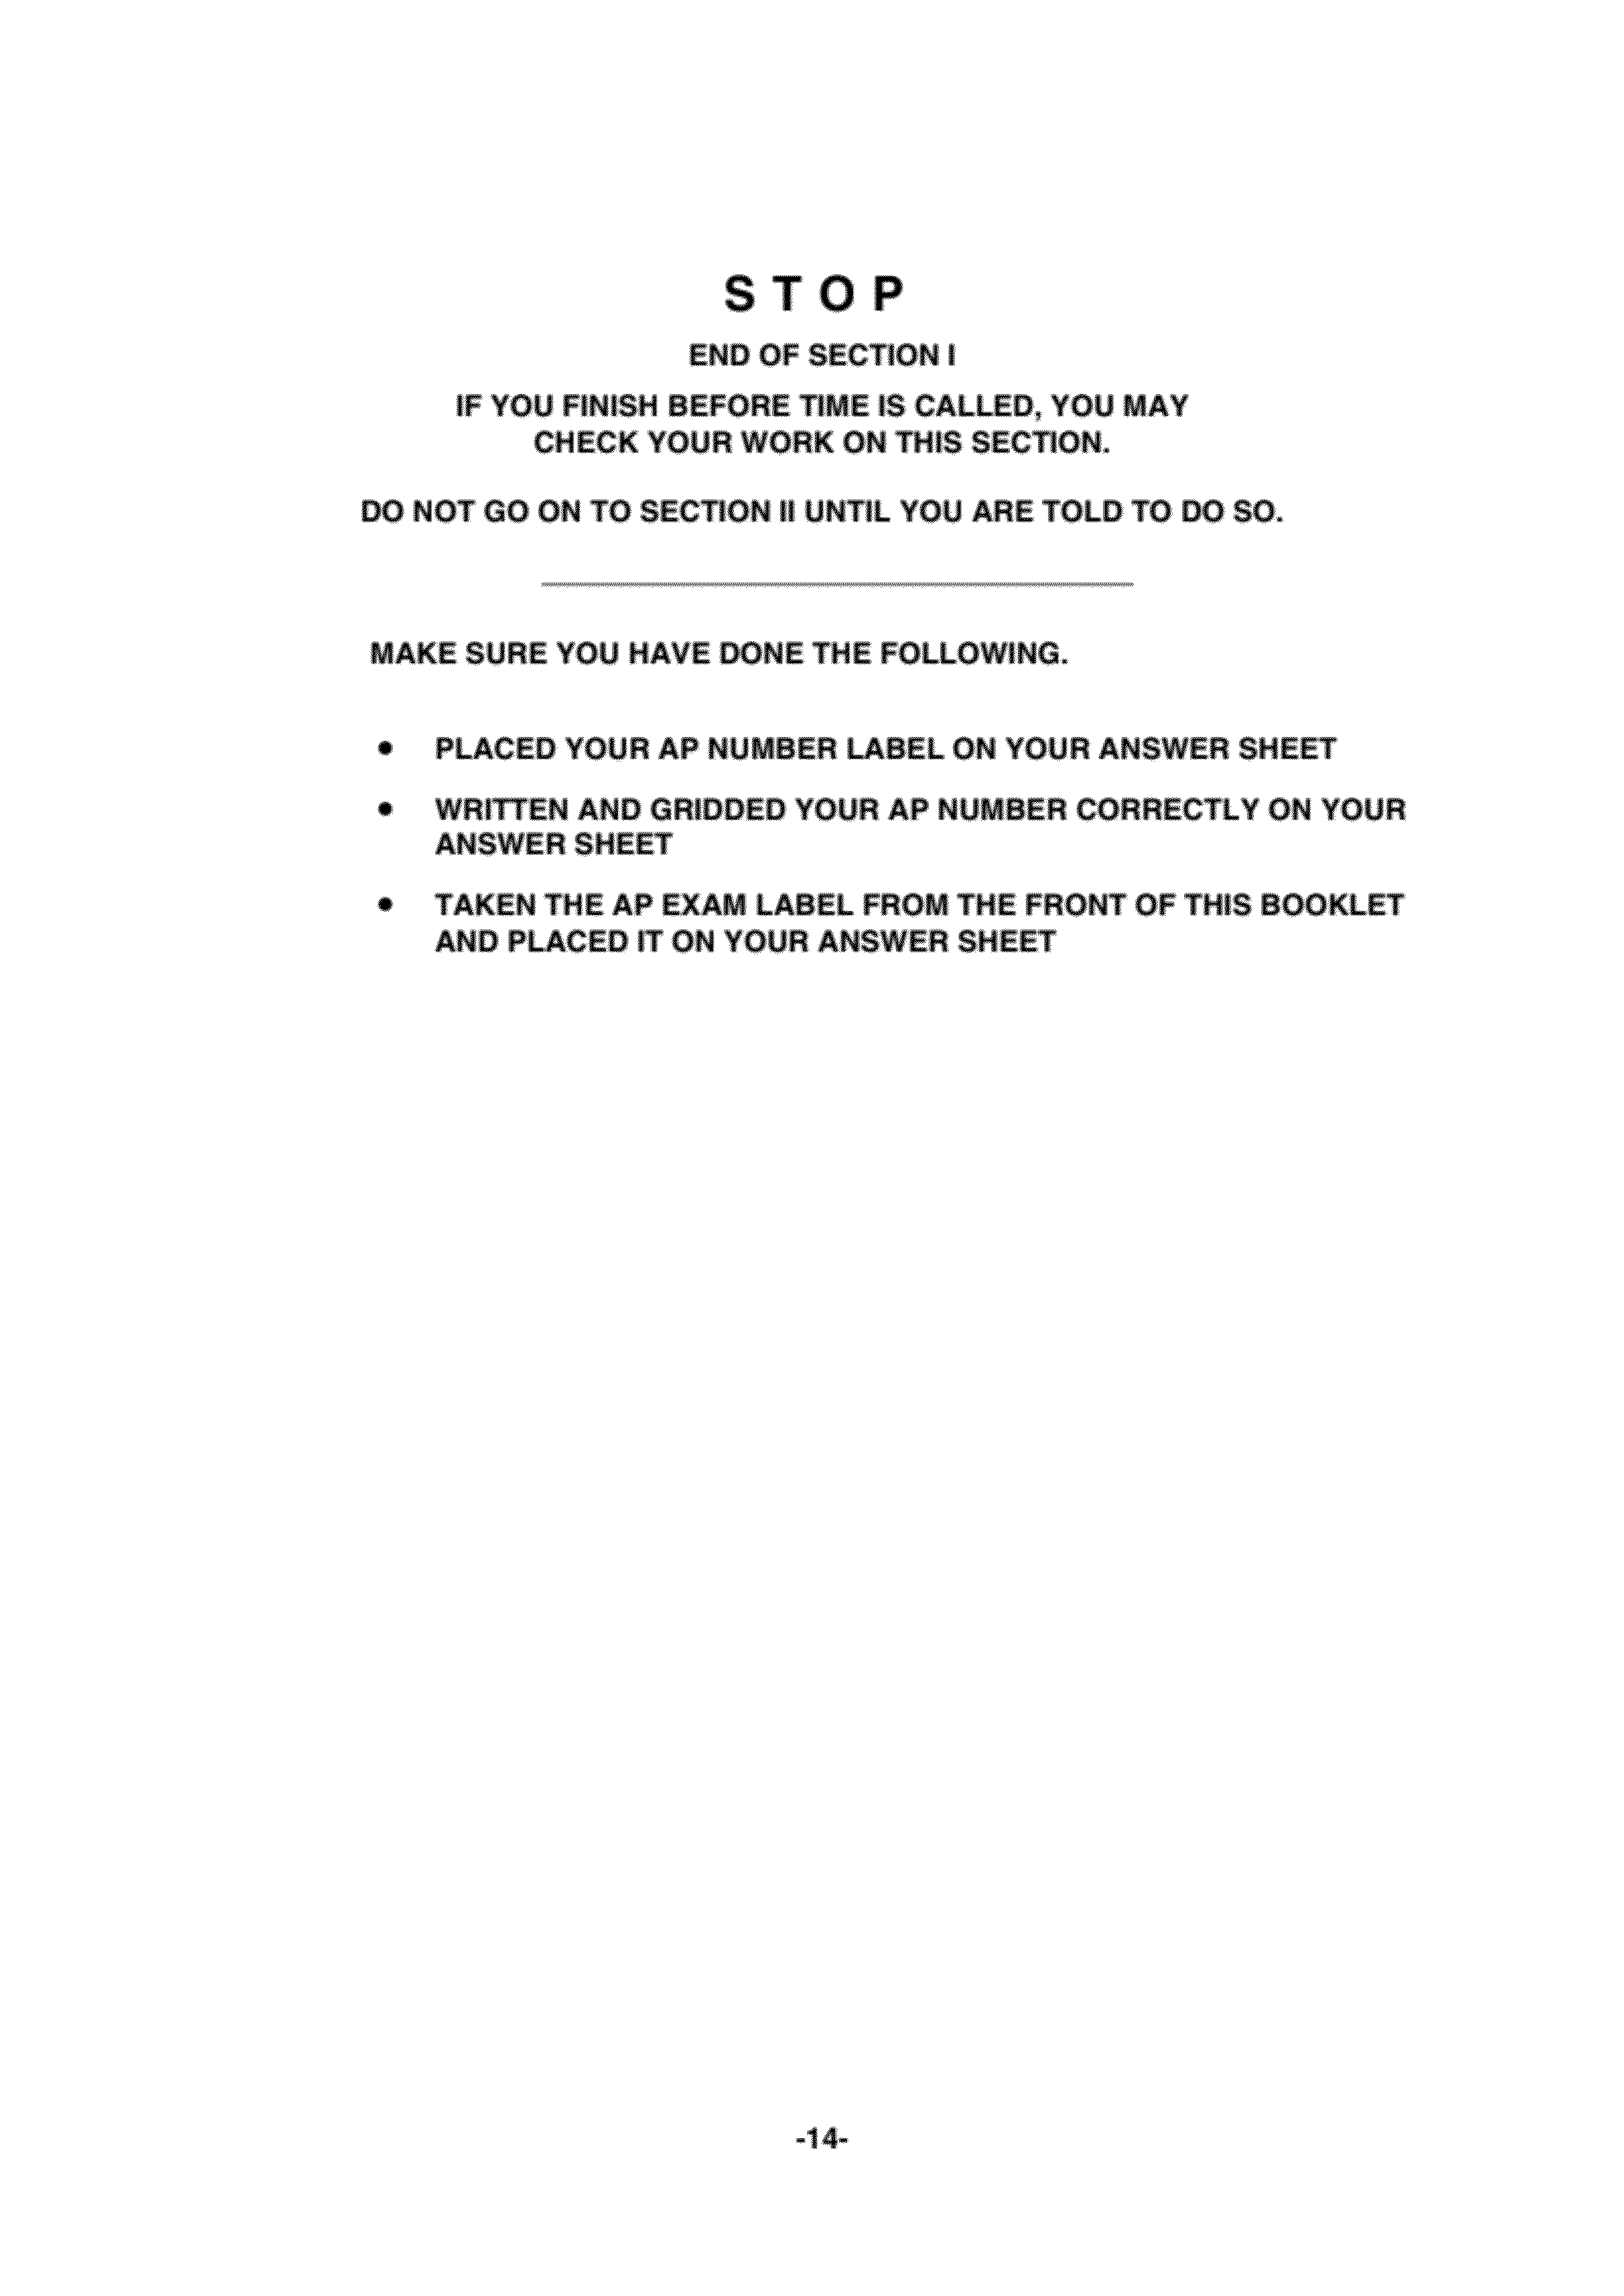 S T O P
END OF SECTION I
IF YOU FINISH BEFORE TIME IS CALLED, YOU MAY
CHECK YOUR WORK ON THIS SECTION.
DO NOT GO ON TO SECTION II UNTIL YOU ARE TOLD TO DO SO.
MAKE SURE YOU HAVE DONE THE FOLLOWING.
• PLACED YOUR AP NUMBER LABEL ON YOUR ANSWER SHEET
• WRITTEN AND GRIDDED YOUR AP NUMBER CORRECTLY ON YOUR
ANSWER SHEET
• TAKEN THE AP EXAM LABEL FROM THE FRONT OF THIS BOOKLET
AND PLACED IT ON YOUR ANSWER SHEET
-14-